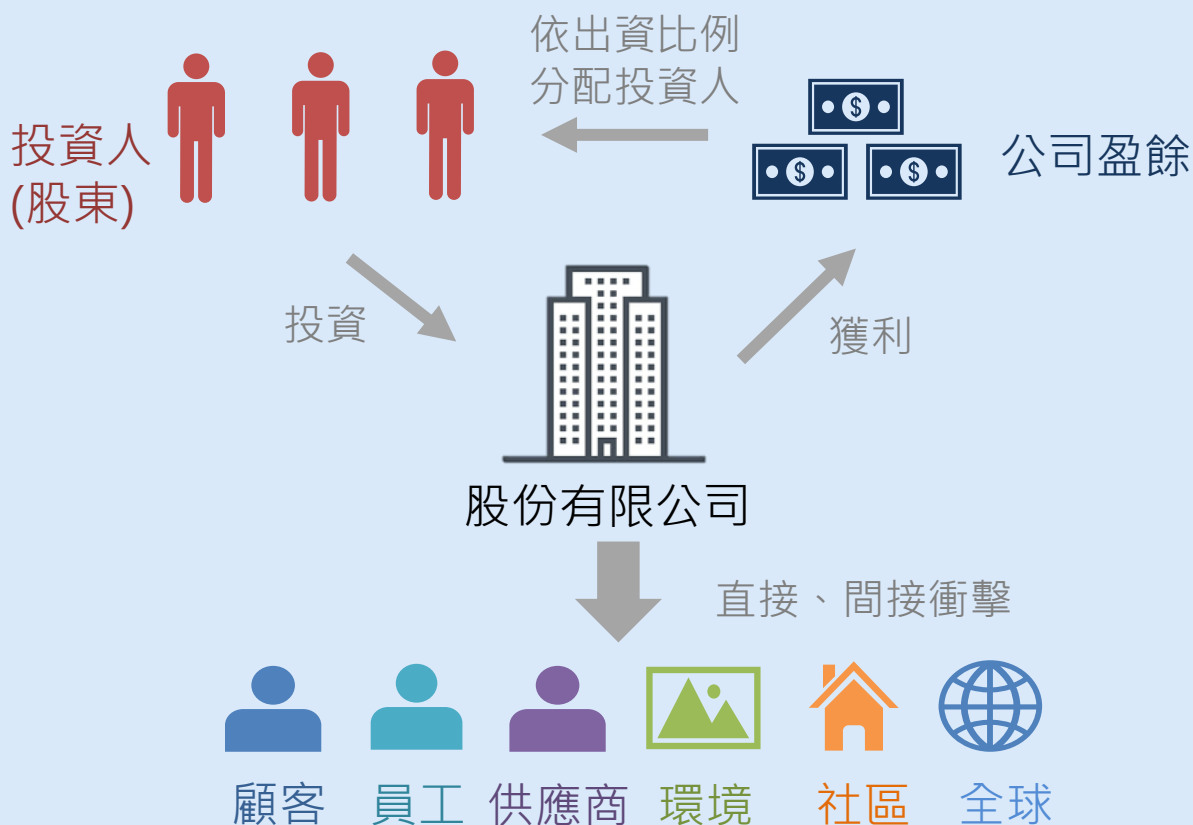 依出資比例
分配投資人
投資人
(股東)
公司盈餘
投資
獲利
股份有限公司
直接、間接衝擊
顧客 員工 供應商 環境 社區 全球